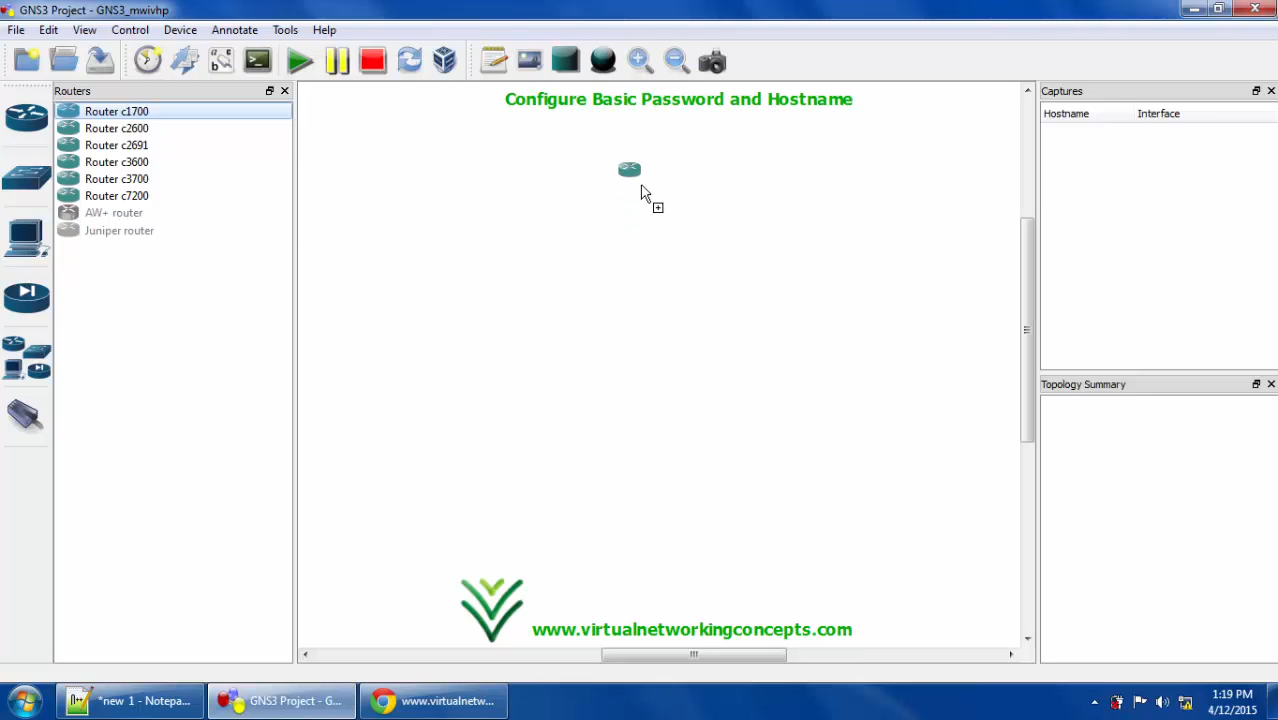 GNS3 Project - GNS3_mwivhp
File Edit View Control Device Annotate Tools Help
Routers
Router c1700
Router c2600
Router c2691
Router c3600
Router c3700
Router c7200
AW+ router
Juniper router
Configure Basic Password and Hostname
www.virtualnetworkingconcepts.com
Captures
Hostname Interface
Topology Summary
*new 1 - Notepa...
GNS3 Project - G...
www.virtualnetw...
1:19 PM
4/12/2015